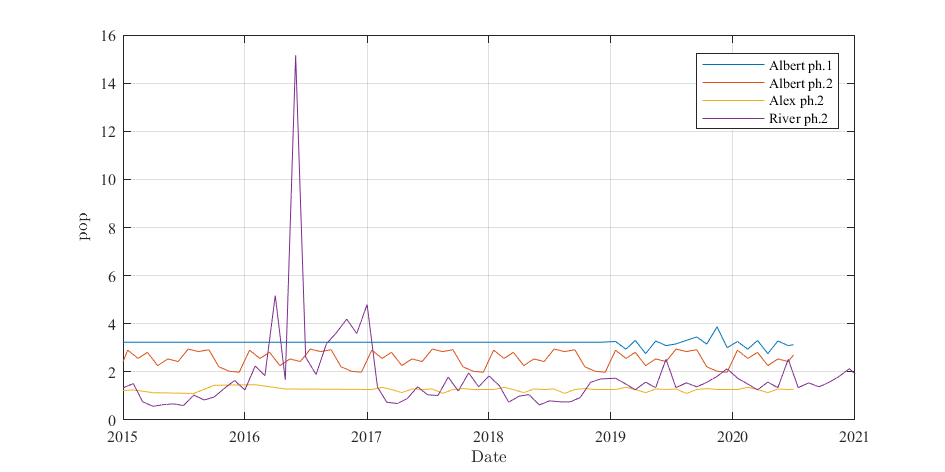 16
14
12
10
8
6
4
2
0
pop
Albert ph.1
Albert ph.2
Alex ph.2
River ph.2
2015 2016 2017 2018 2019 2020 2021
Date